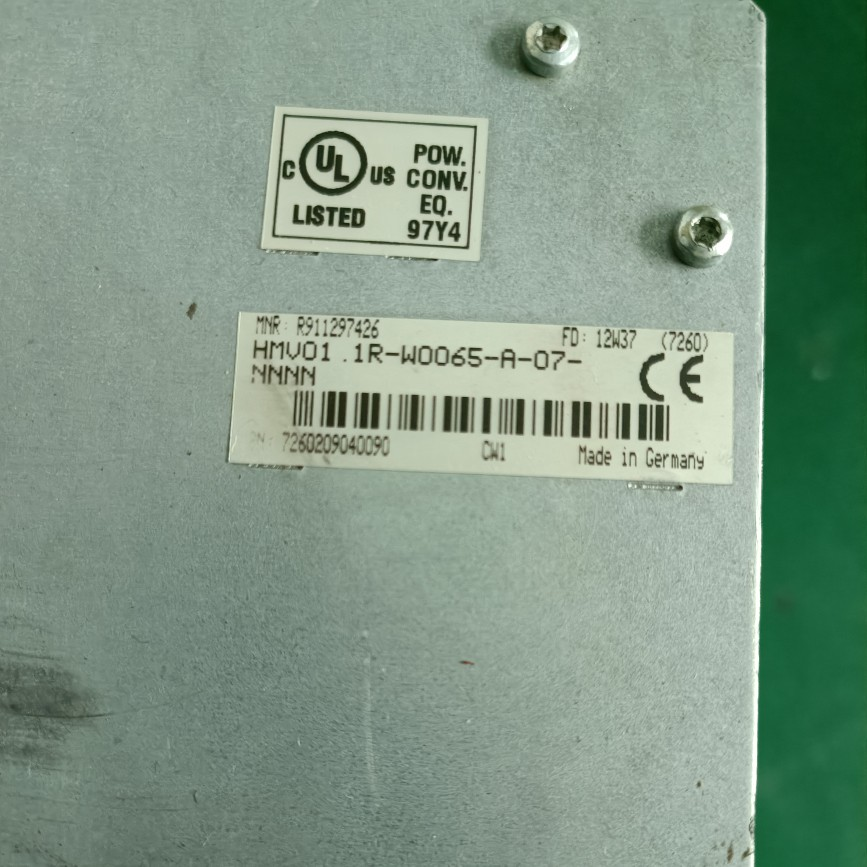 C UL US
LISTED
POW.
CONV.
EQ.
97Y4
MNR: R911297426 FD: 12W37 (7260)
HMV01.1R-W0065-A-07-
NNNN
CE
7260209040090 CW1 Made in Germany